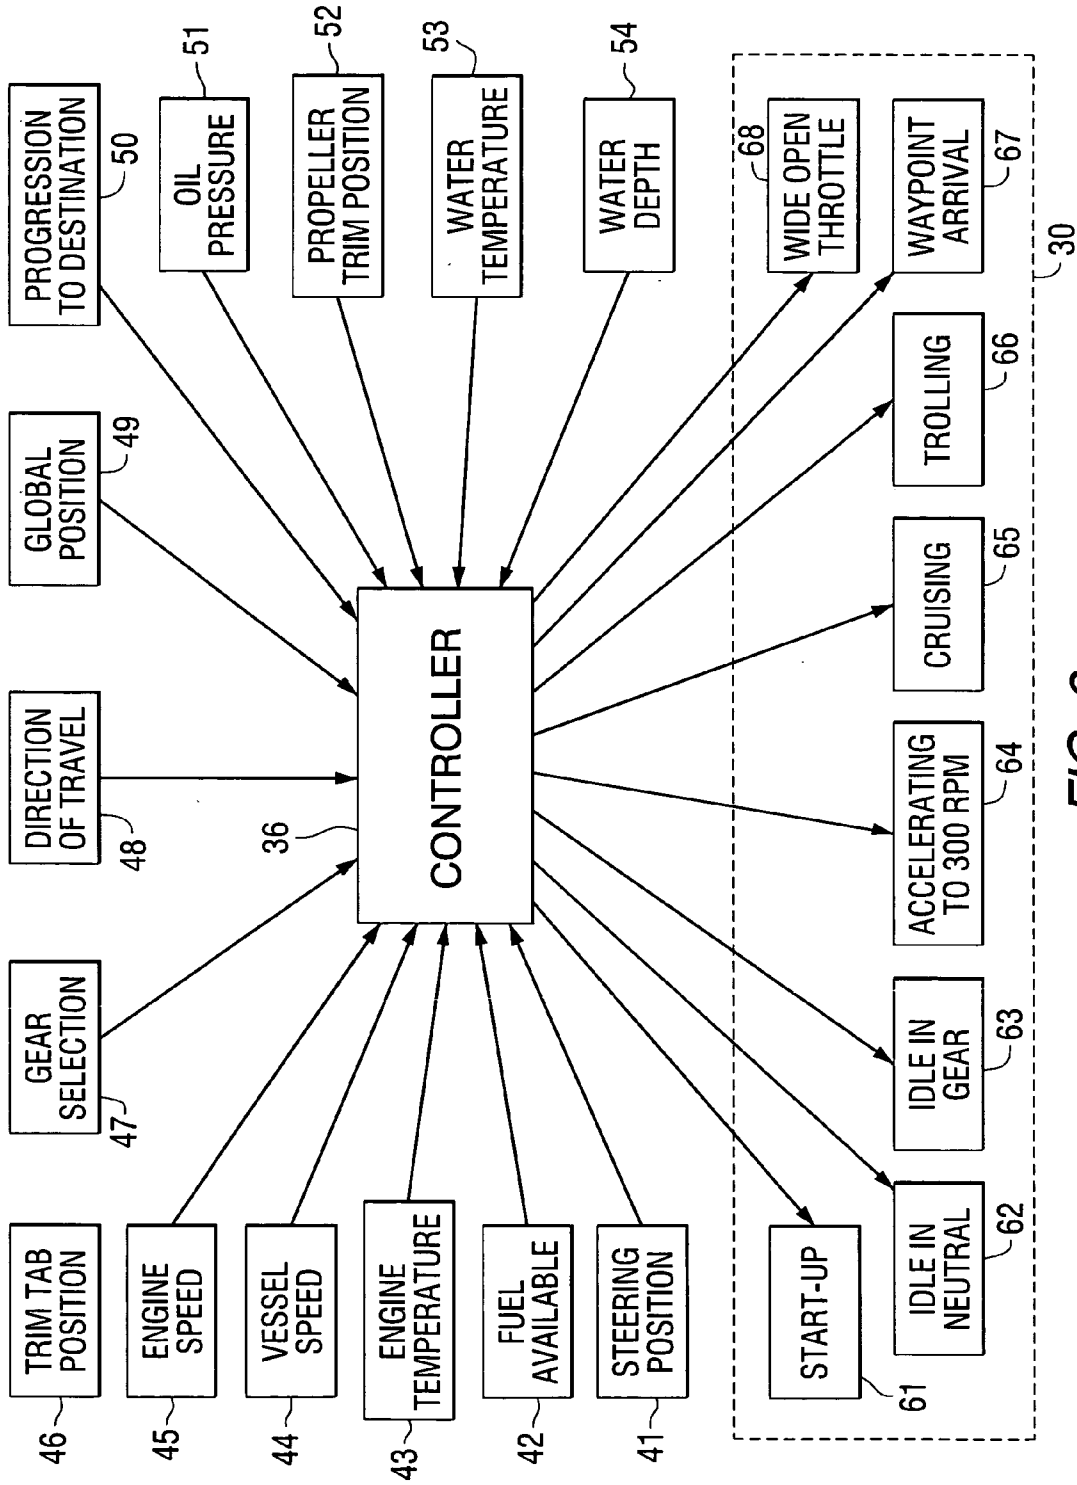 TRIM TAB
POSITION
46
GEAR
SELECTION
47
DIRECTION
OF TRAVEL
48
GLOBAL
POSITION
49
PROGRESSION
TO DESTINATION
50
ENGINE
SPEED
45
VESSEL
SPEED
44
ENGINE
TEMPERATURE
43
FUEL
AVAILABLE
42
STEERING
POSITION
41
36
CONTROLLER
OIL
PRESSURE
51
PROPELLER
TRIM POSITION
52
WATER
TEMPERATURE
53
WATER
DEPTH
54
START-UP
61
IDLE IN
NEUTRAL
62
IDLE IN
GEAR
63
ACCELERATING
TO 300 RPM
64
CRUISING
65
TROLLING
66
WAYPOINT
ARRIVAL
67
WIDE OPEN
THROTTLE
68
30
FIG.